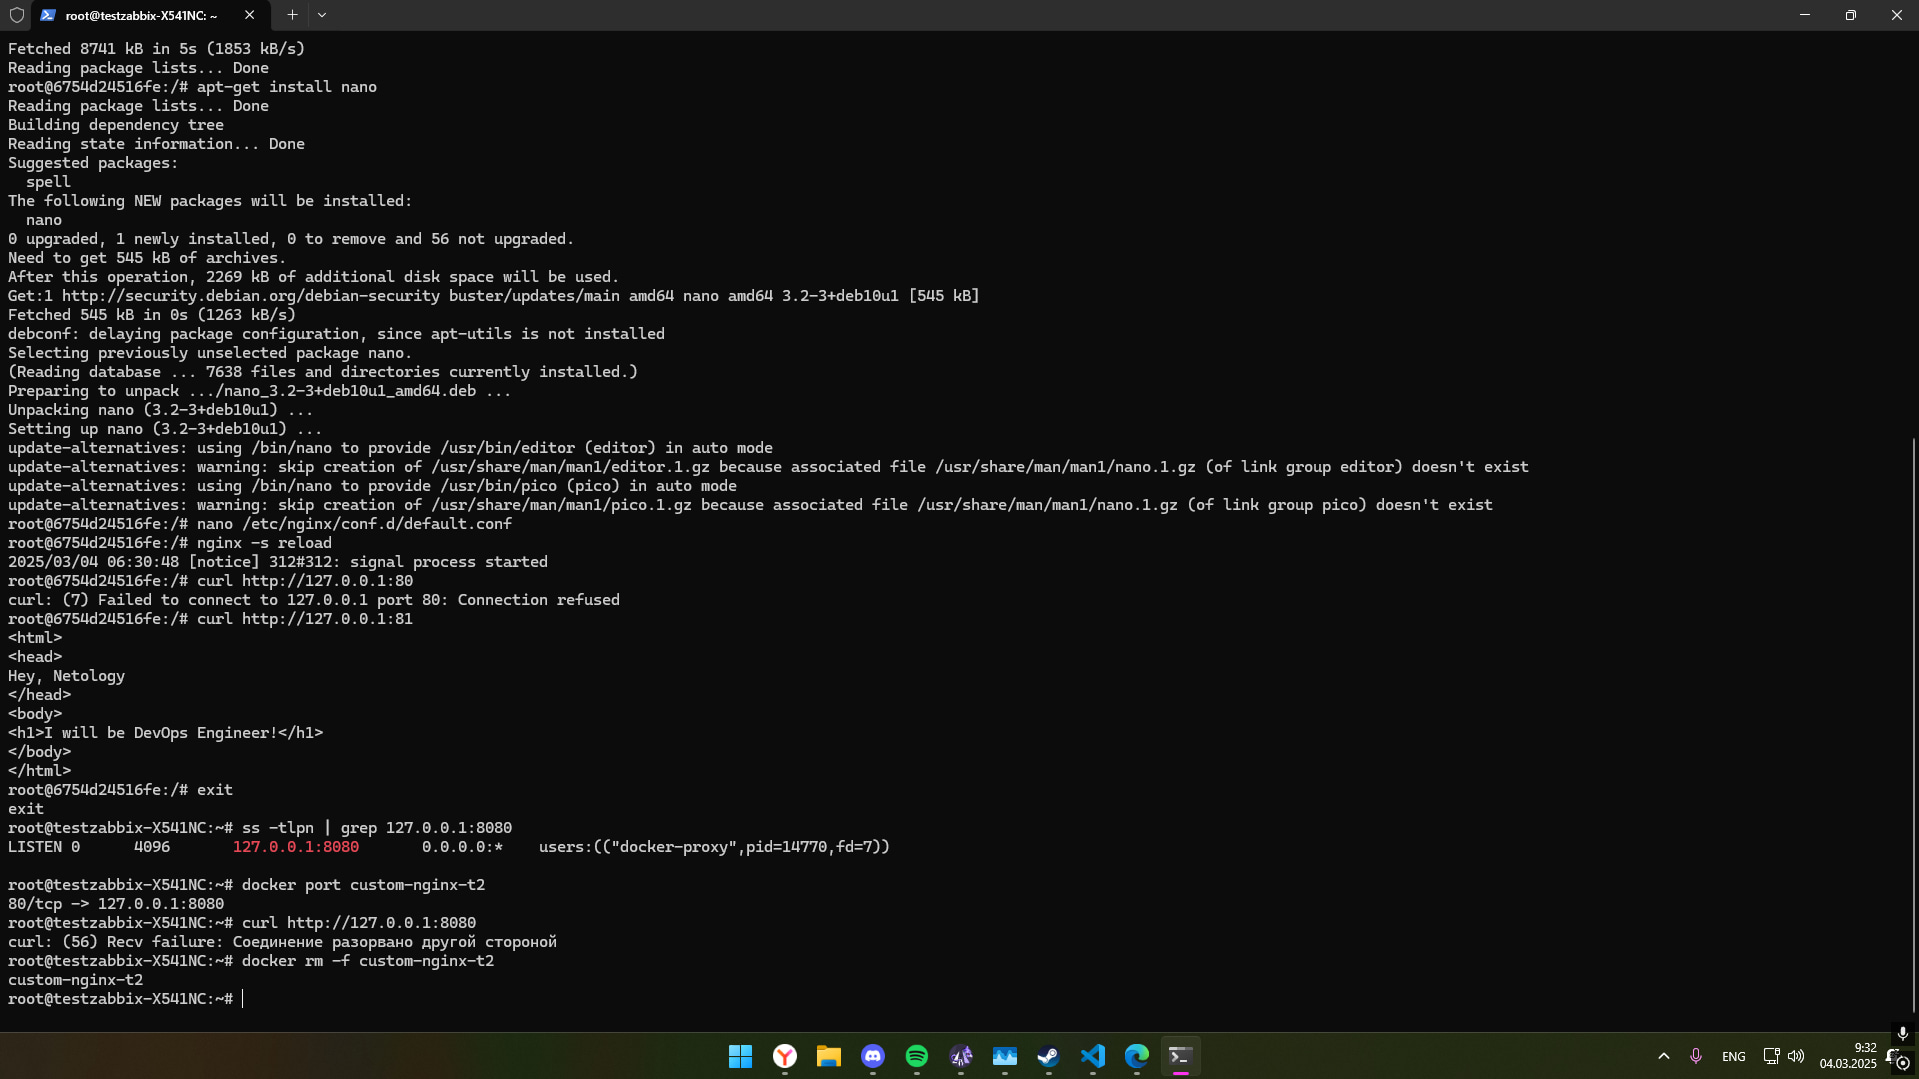 root@testzabbix-X541NC: ~
Fetched 8741 kB in 5s (1853 kB/s)
Reading package lists... Done
root@6754d24516fe:/# apt-get install nano
Reading package lists... Done
Building dependency tree
Reading state information... Done
Suggested packages:
  spell
The following NEW packages will be installed:
  nano
0 upgraded, 1 newly installed, 0 to remove and 56 not upgraded.
Need to get 545 kB of archives.
After this operation, 2269 kB of additional disk space will be used.
Get:1 http://security.debian.org/debian-security buster/updates/main amd64 nano amd64 3.2-3+deb10u1 [545 kB]
Fetched 545 kB in 0s (1263 kB/s)
debconf: delaying package configuration, since apt-utils is not installed
Selecting previously unselected package nano.
(Reading database ... 7638 files and directories currently installed.)
Preparing to unpack .../nano_3.2-3+deb10u1_amd64.deb ...
Unpacking nano (3.2-3+deb10u1) ...
Setting up nano (3.2-3+deb10u1) ...
update-alternatives: using /bin/nano to provide /usr/bin/editor (editor) in auto mode
update-alternatives: warning: skip creation of /usr/share/man/man1/editor.1.gz because associated file /usr/share/man/man1/nano.1.gz (of link group editor) doesn't exist
update-alternatives: using /bin/nano to provide /usr/bin/pico (pico) in auto mode
update-alternatives: warning: skip creation of /usr/share/man/man1/pico.1.gz because associated file /usr/share/man/man1/nano.1.gz (of link group pico) doesn't exist
root@6754d24516fe:/# nano /etc/nginx/conf.d/default.conf
root@6754d24516fe:/# nginx -s reload
2025/03/04 06:30:48 [notice] 312#312: signal process started
root@6754d24516fe:/# curl http://127.0.0.1:80
curl: (7) Failed to connect to 127.0.0.1 port 80: Connection refused
root@6754d24516fe:/# curl http://127.0.0.1:81
<html>
<head>
Hey, Netology
</head>
<body>
<h1>I will be DevOps Engineer!</h1>
</body>
</html>
root@6754d24516fe:/# exit
exit
root@testzabbix-X541NC:~# ss -tlpn | grep 127.0.0.1:8080
LISTEN 0      4096       127.0.0.1:8080       0.0.0.0:*    users:(("docker-proxy",pid=14770,fd=7))
root@testzabbix-X541NC:~# docker port custom-nginx-t2
80/tcp -> 127.0.0.1:8080
root@testzabbix-X541NC:~# curl http://127.0.0.1:8080
curl: (56) Recv failure: Соединение разорвано другой стороной
root@testzabbix-X541NC:~# docker rm -f custom-nginx-t2
custom-nginx-t2
root@testzabbix-X541NC:~#
ENG
9:32
04.03.2025